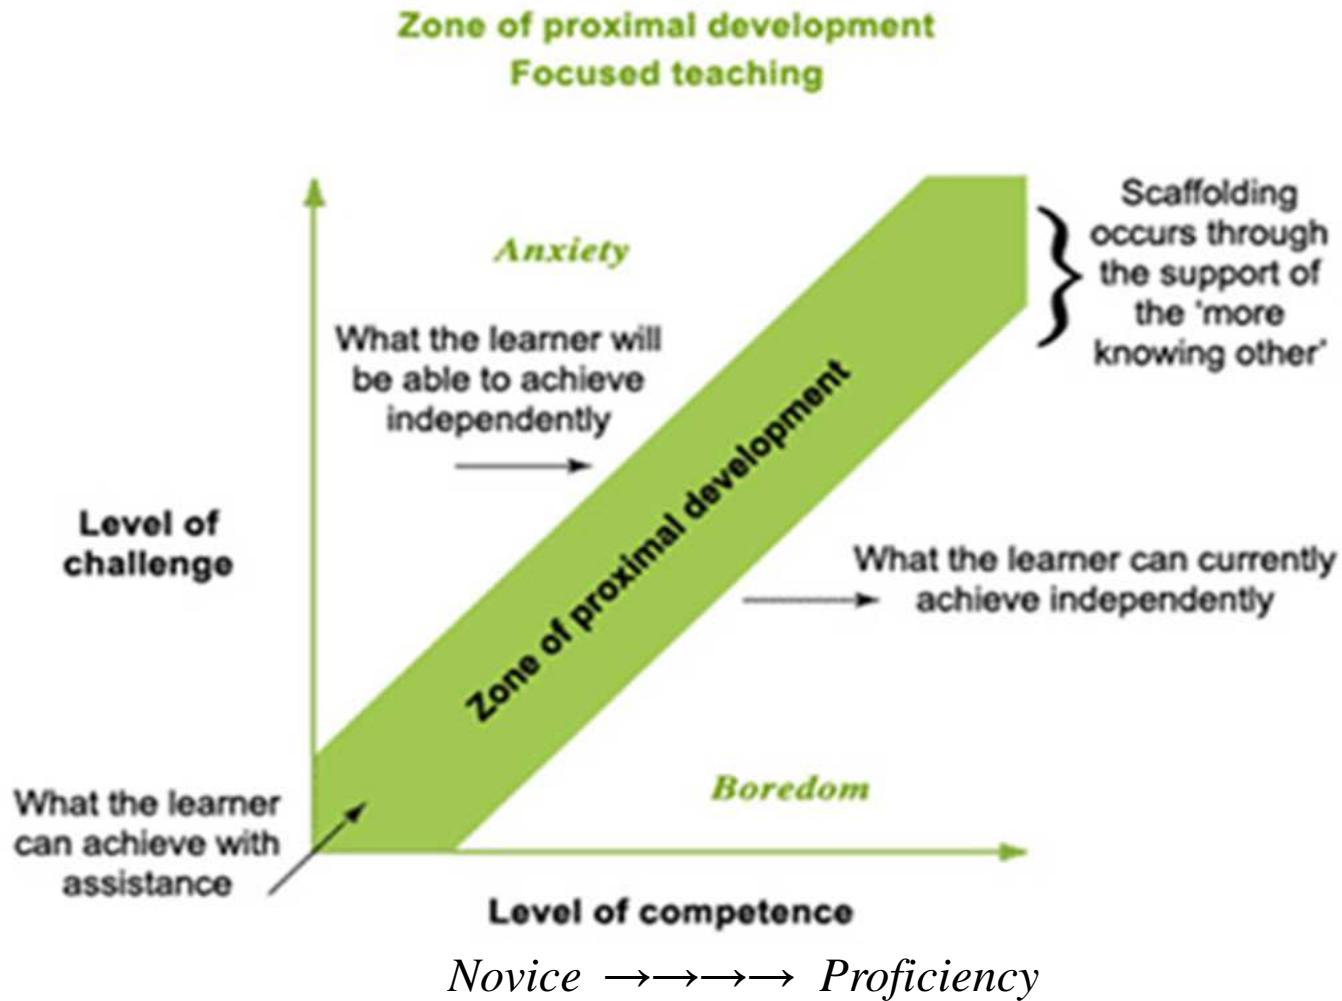 Zone of proximal development
Focused teaching
Anxiety
What the learner will
be able to achieve
independently
Scaffolding
occurs through
the support of
the ‘more
knowing other’
Level of
challenge
Zone of proximal development
What the learner can currently
achieve independently
Boredom
What the learner
can achieve with
assistance
Level of competence
Novice →→→→ Proficiency